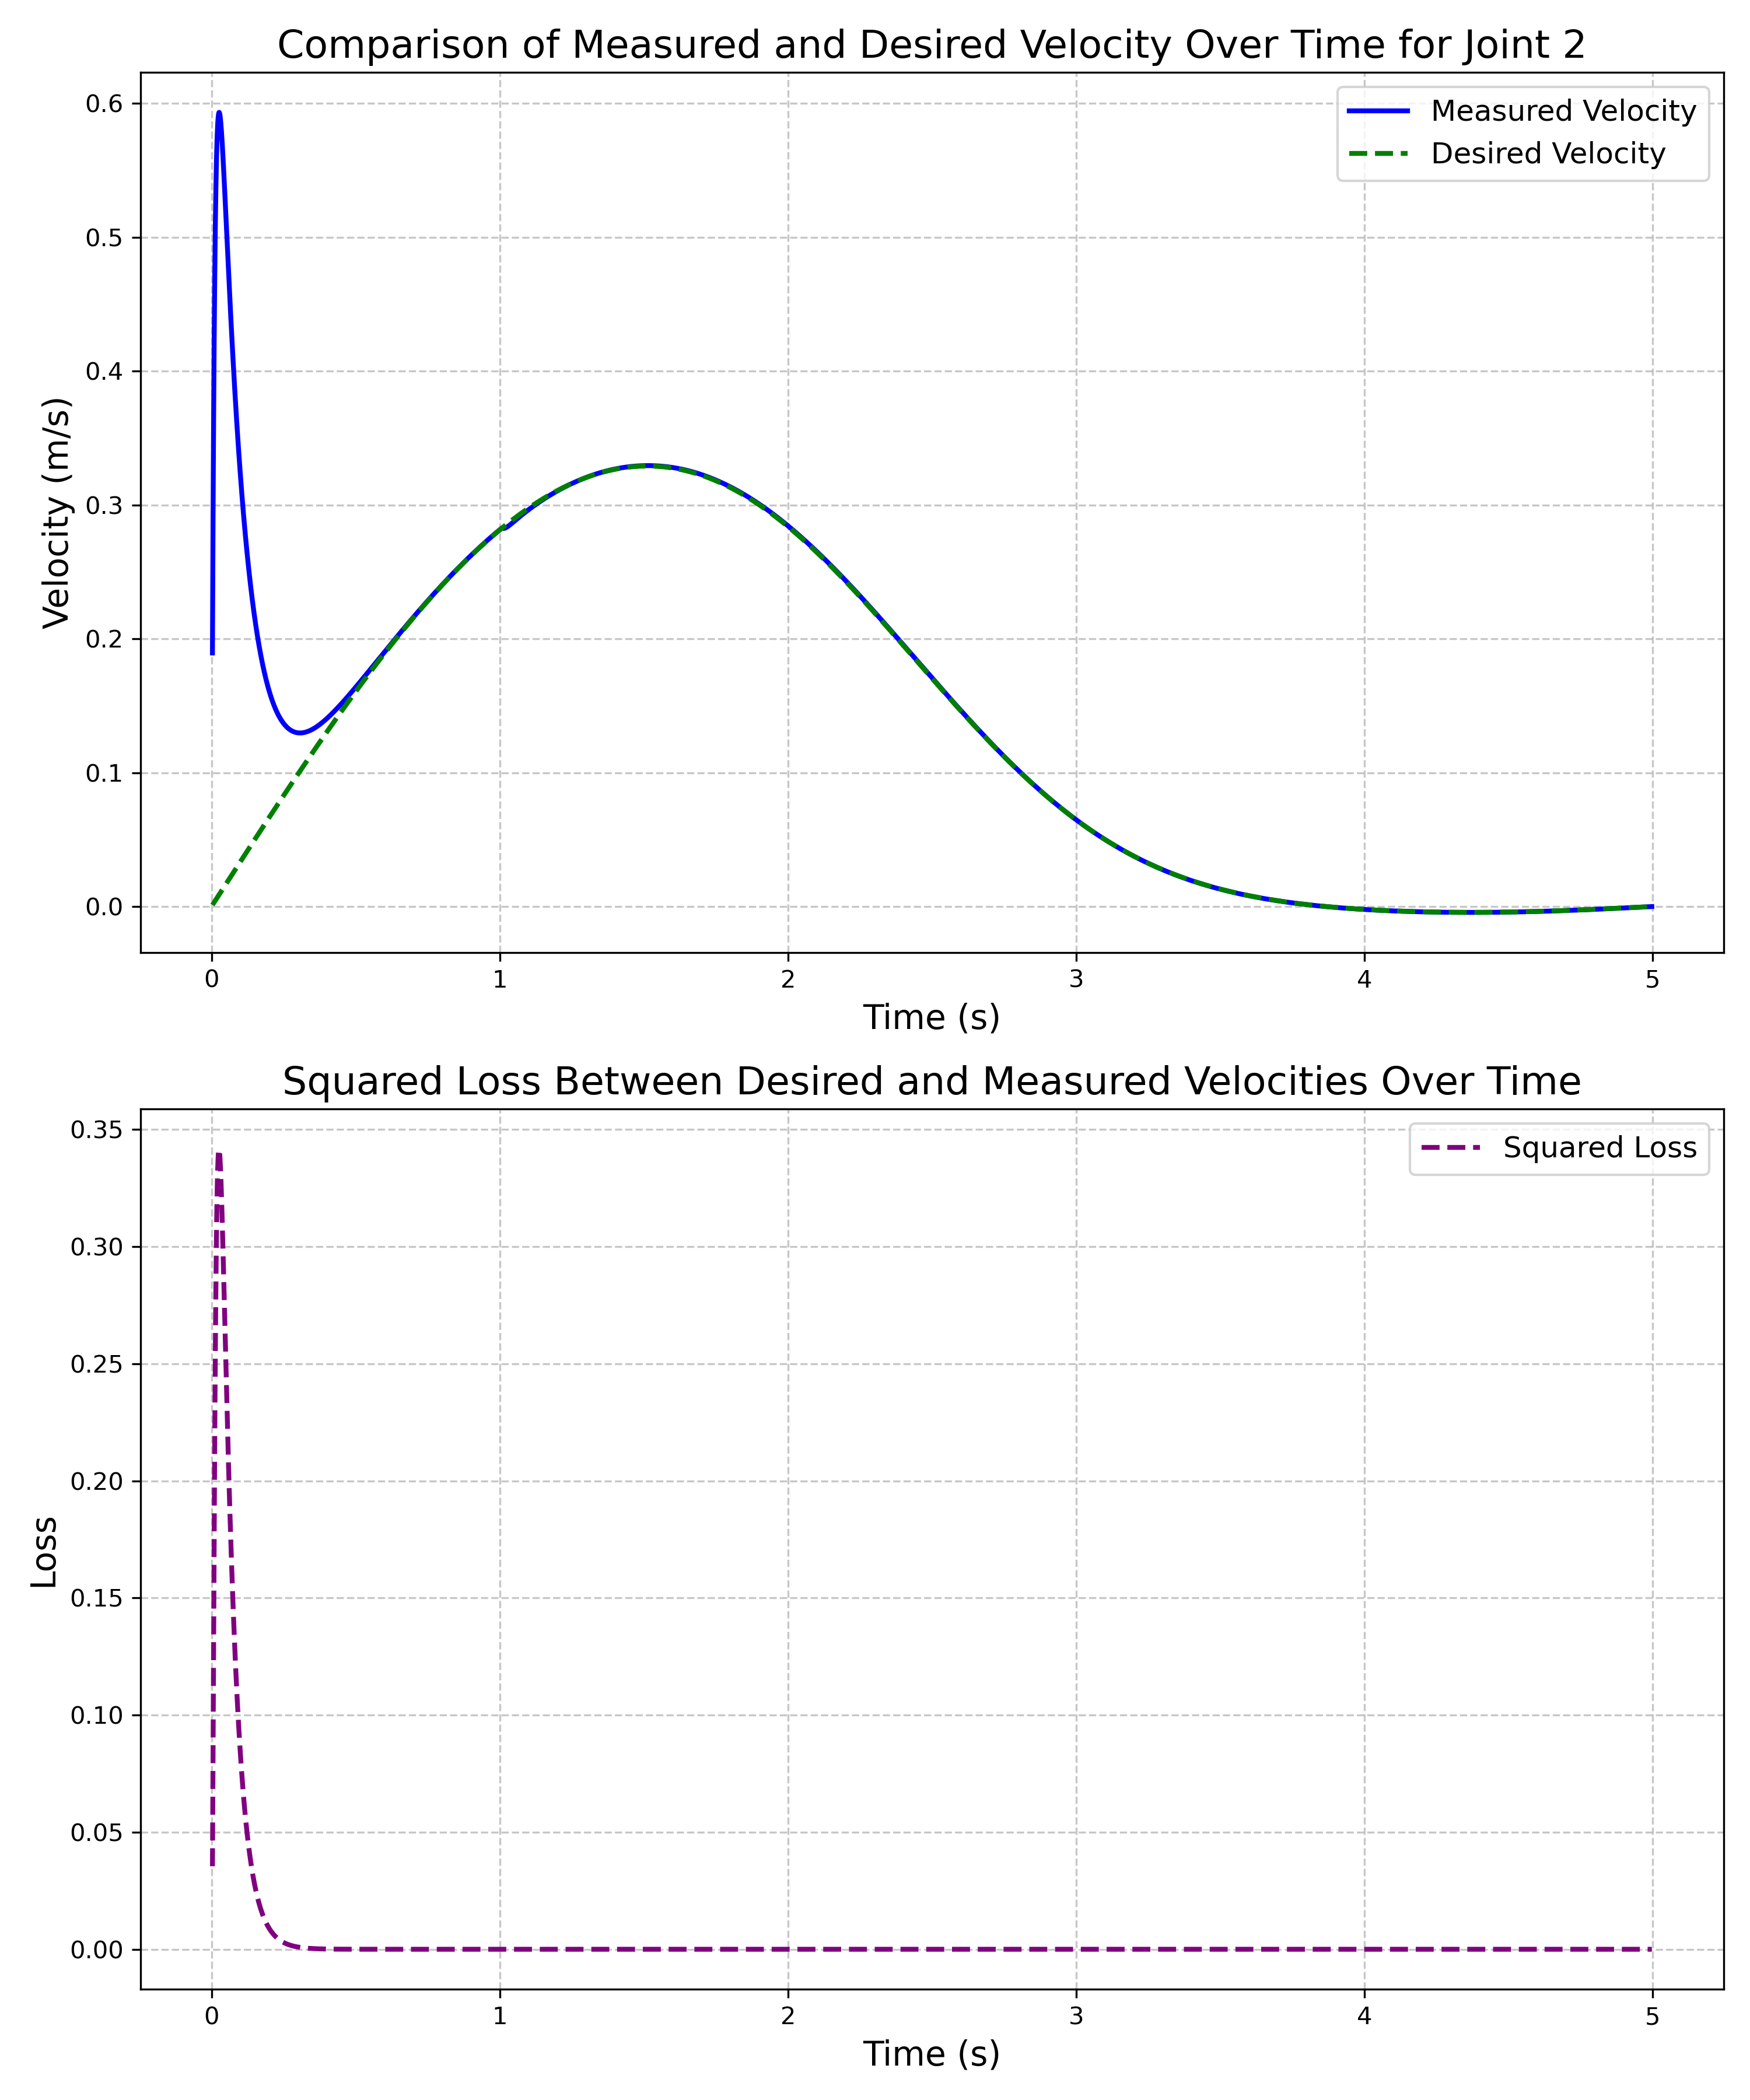 Comparison of Measured and Desired Velocity Over Time for Joint 2
Measured Velocity
Desired Velocity
Velocity (m/s)
0.6
0.5
0.4
0.3
0.2
0.1
0.0
0 1 2 3 4 5
Time (s)
Squared Loss Between Desired and Measured Velocities Over Time
Squared Loss
Loss
0.35
0.30
0.25
0.20
0.15
0.10
0.05
0.00
0 1 2 3 4 5
Time (s)